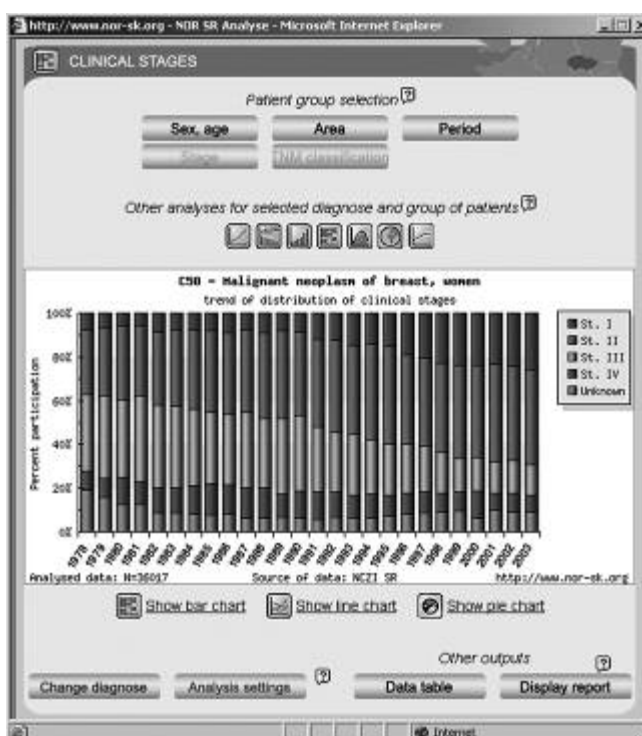 http://www.nor-sk.org - NOR SR Analyse - Microsoft Internet Explorer
CLINICAL STAGES
Patient group selection ?
Sex, age Area Period
Stage TNM classification
Other analyses for selected diagnose and group of patients ?
C50 - Malignant neoplasm of breast, women
trend of distribution of clinical stages
100%
80%
60%
40%
20%
0%
Percent participation
St. I
St. II
St. III
St. IV
Unknown
1978 1979 1980 1981 1982 1983 1984 1985 1986 1987 1988 1989 1990 1991 1992 1993 1994 1995 1996 1997 1998 1999 2000 2001 2002 2003
Analysed data: N=36017 Source of data: NCZI SR http://www.nor-sk.org
Show bar chart Show line chart Show pie chart
Other outputs
Change diagnose Analysis settings ? Data table Display report ?
Internet